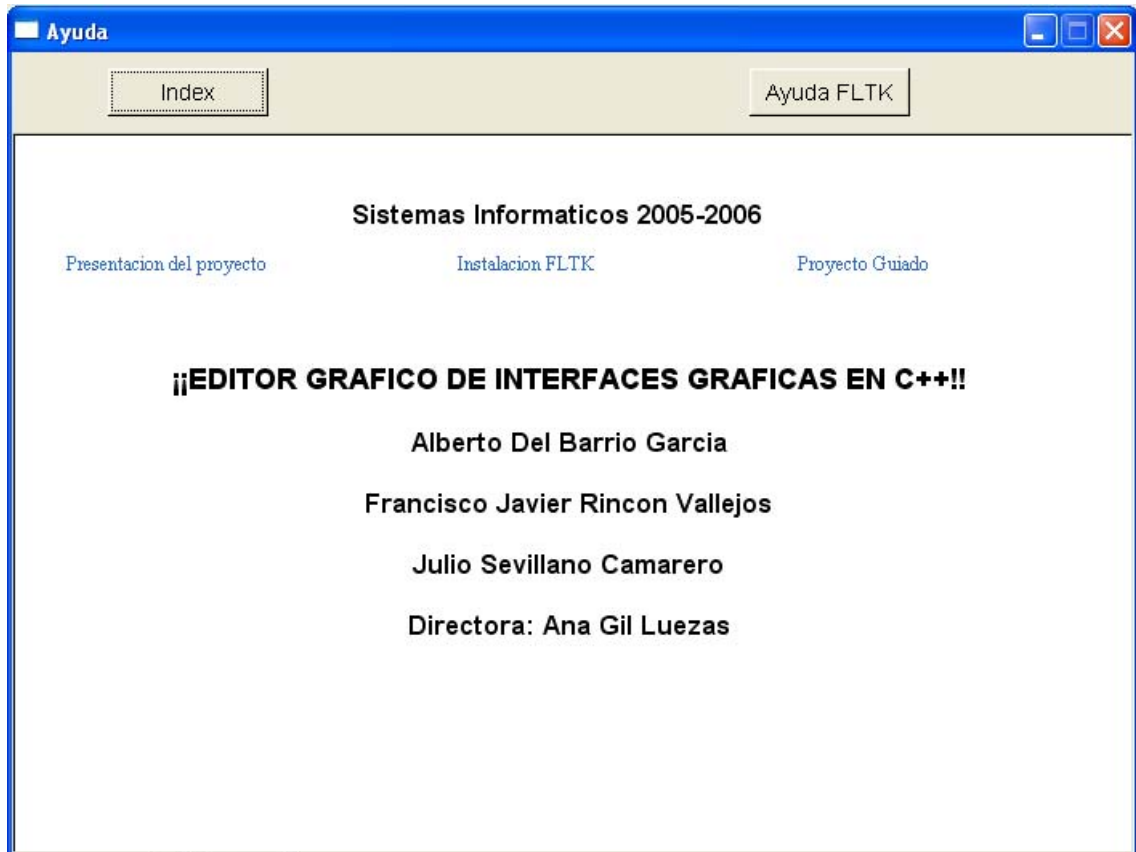 Ayuda
Index
Ayuda FLTK
Sistemas Informaticos 2005-2006
Presentacion del proyecto
Instalacion FLTK
Proyecto Guiado
¡¡EDITOR GRAFICO DE INTERFACES GRAFICAS EN C++!!
Alberto Del Barrio Garcia
Francisco Javier Rincon Vallejos
Julio Sevillano Camarero
Directora: Ana Gil Luezas